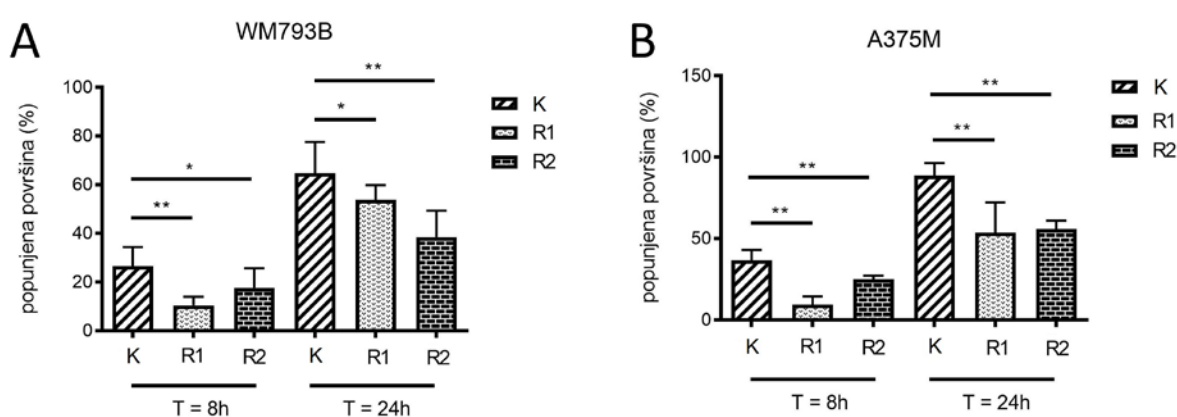 A
WM793B
popunjena površina (%)
100
80
60
40
20
0
**
*
*
**
K
R1
R2
K R1 R2 K R1 R2
T = 8h T = 24h
B
A375M
popunjena površina (%)
150
100
50
0
**
**
**
**
K
R1
R2
K R1 R2 K R1 R2
T = 8h T = 24h